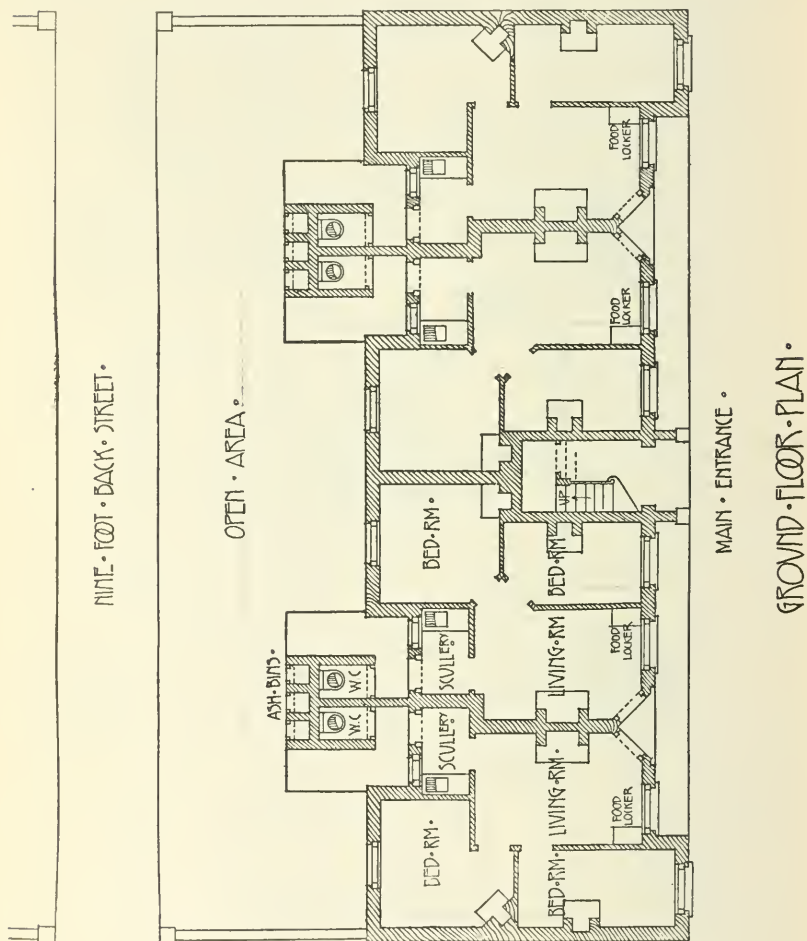 NINE·FOOT·BACK·STREET·
OPEN·AREA·
ASH·BINS·
W.C
W.C
SCULLERY·
SCULLERY·
BED·RM·
BED·RM·
BED·RM·
LIVING·RM·
LIVING·RM
BED·RM
UP
FOOD
LOCKER
FOOD
LOCKER
FOOD
LOCKER
FOOD
LOCKER
MAIN·ENTRANCE·
GROVND·FLOOR·PLAN·